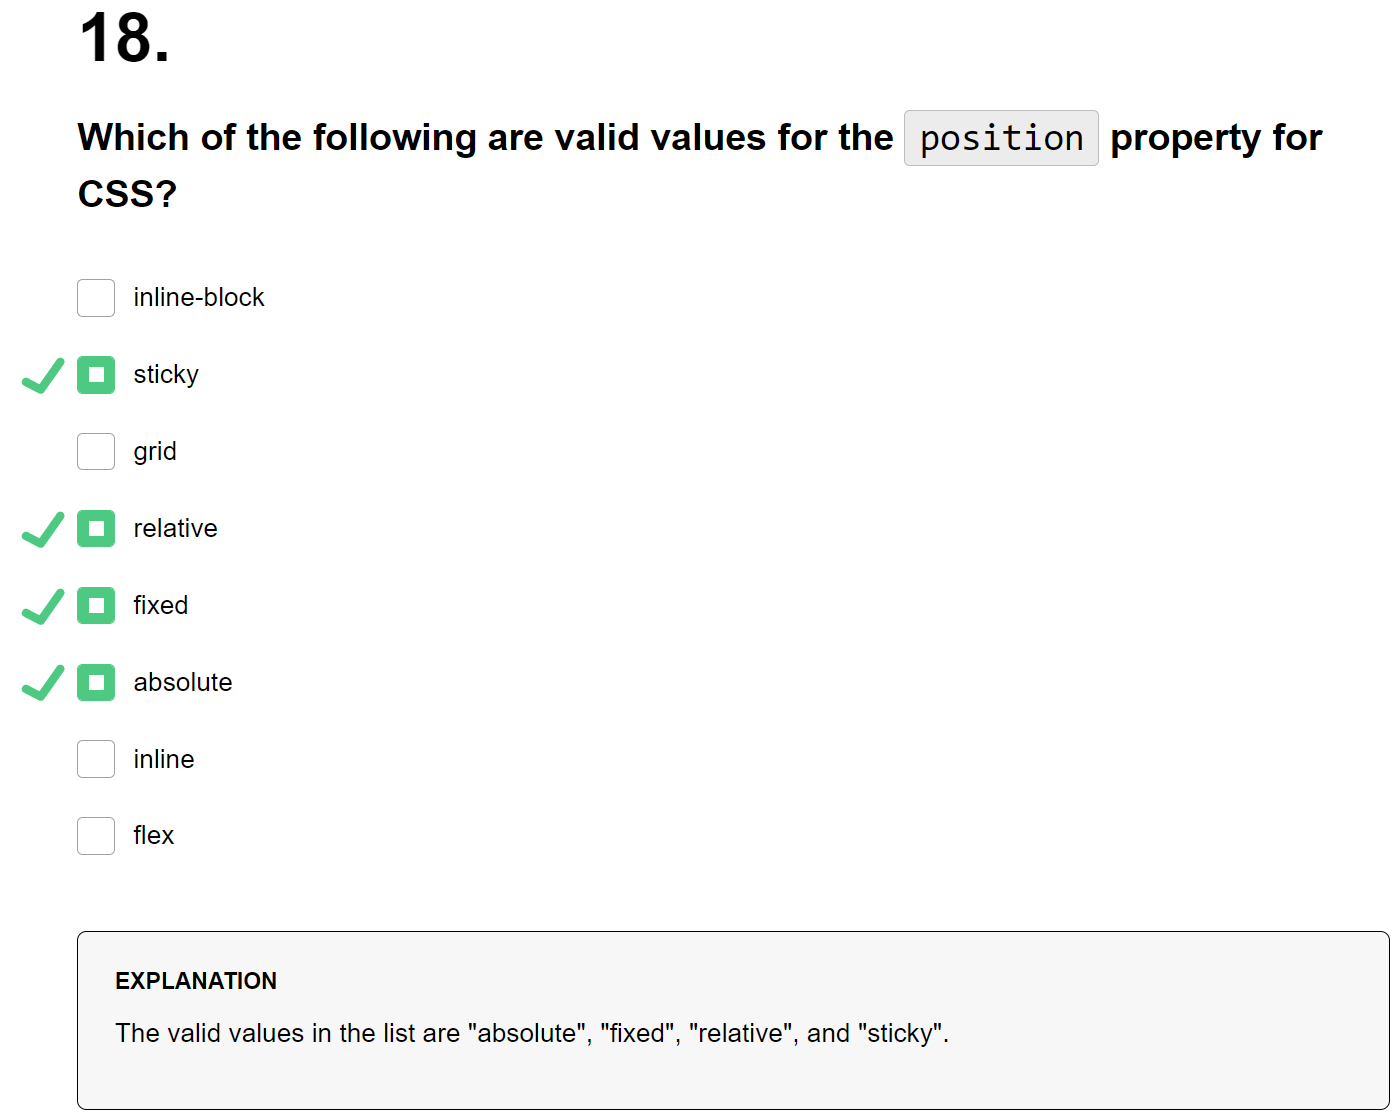 18.
Which of the following are valid values for the position property for
CSS?
inline-block
sticky
grid
relative
fixed
absolute
inline
flex
EXPLANATION
The valid values in the list are "absolute", "fixed", "relative", and "sticky".